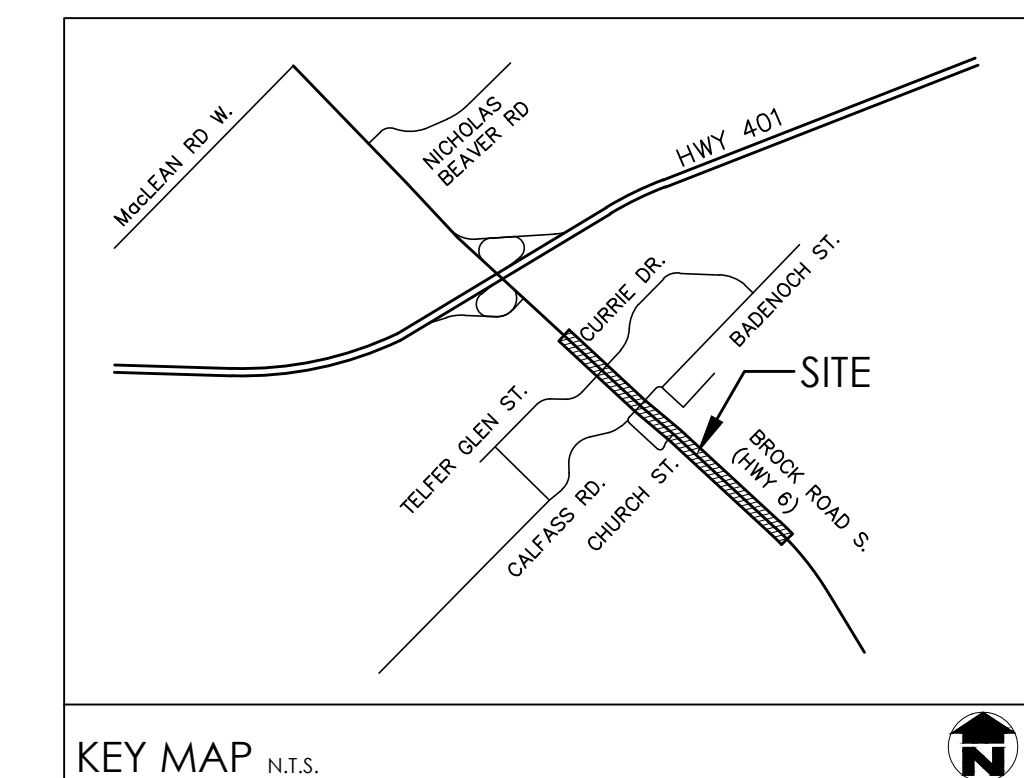 MacLEAN RD W.
NICHOLAS
BEAVER RD
HWY 401
CURRIE DR.
BADENOCH ST.
SITE
TELFER GLEN ST.
BROCK ROAD S.
(HWY 6)
CALFASS RD.
CHURCH ST.
KEY MAP N.T.S.
N